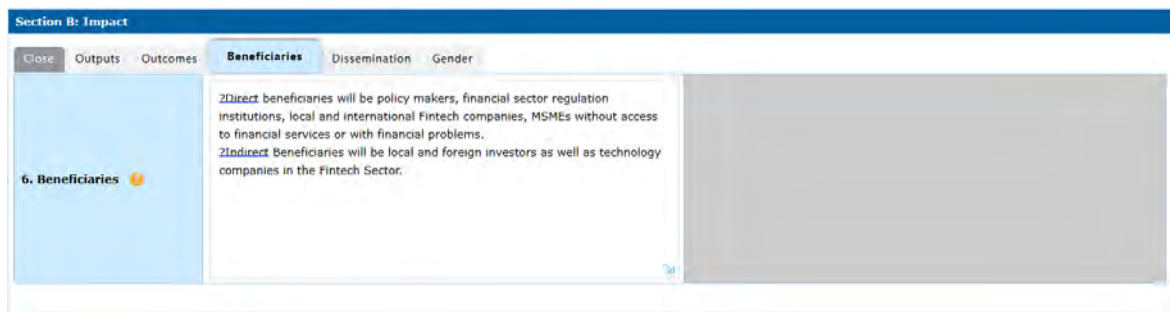 Section B: Impact
Close Outputs Outcomes Beneficiaries Dissemination Gender
?Direct beneficiaries will be policy makers, financial sector regulation
institutions, local and international Fintech companies, MSMEs without access
to financial services or with financial problems.
?Indirect Beneficiaries will be local and foreign investors as well as technology
companies in the Fintech Sector.
6. Beneficiaries